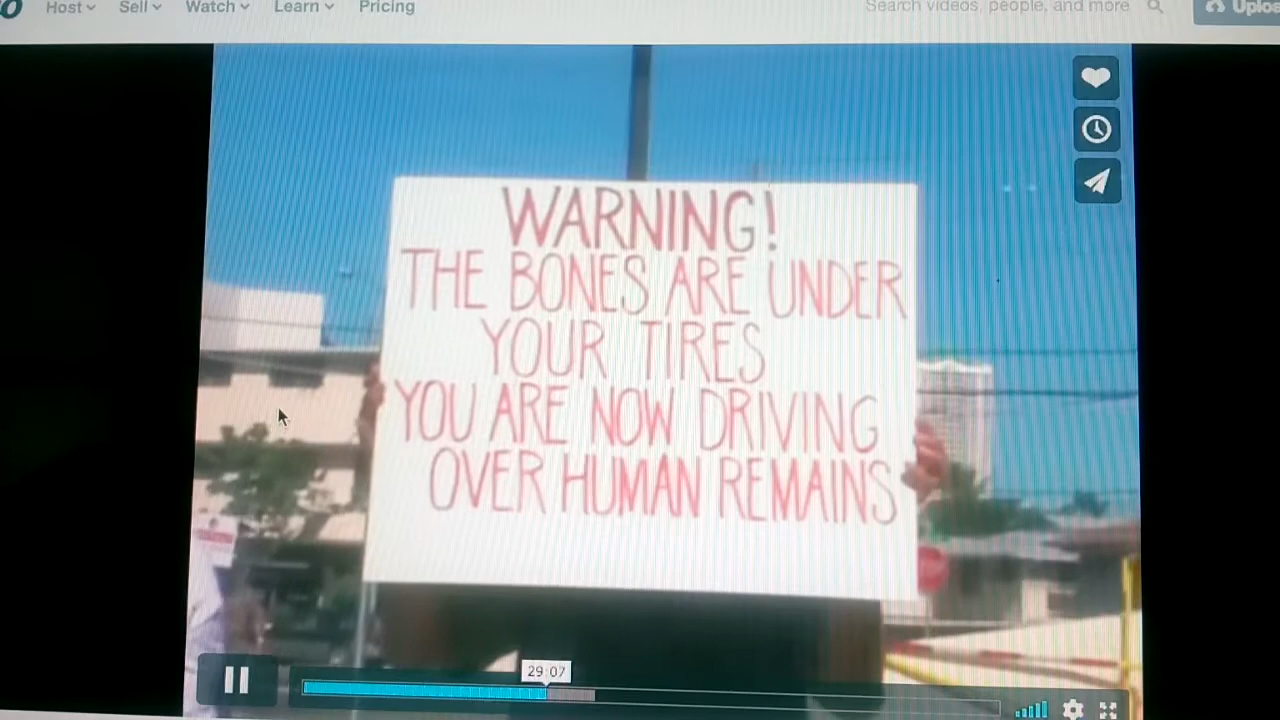 Host Sell Watch Learn Pricing Search videos, people, and more
WARNING!
THE BONES ARE UNDER
YOUR TIRES
YOU ARE NOW DRIVING
OVER HUMAN REMAINS
29:07